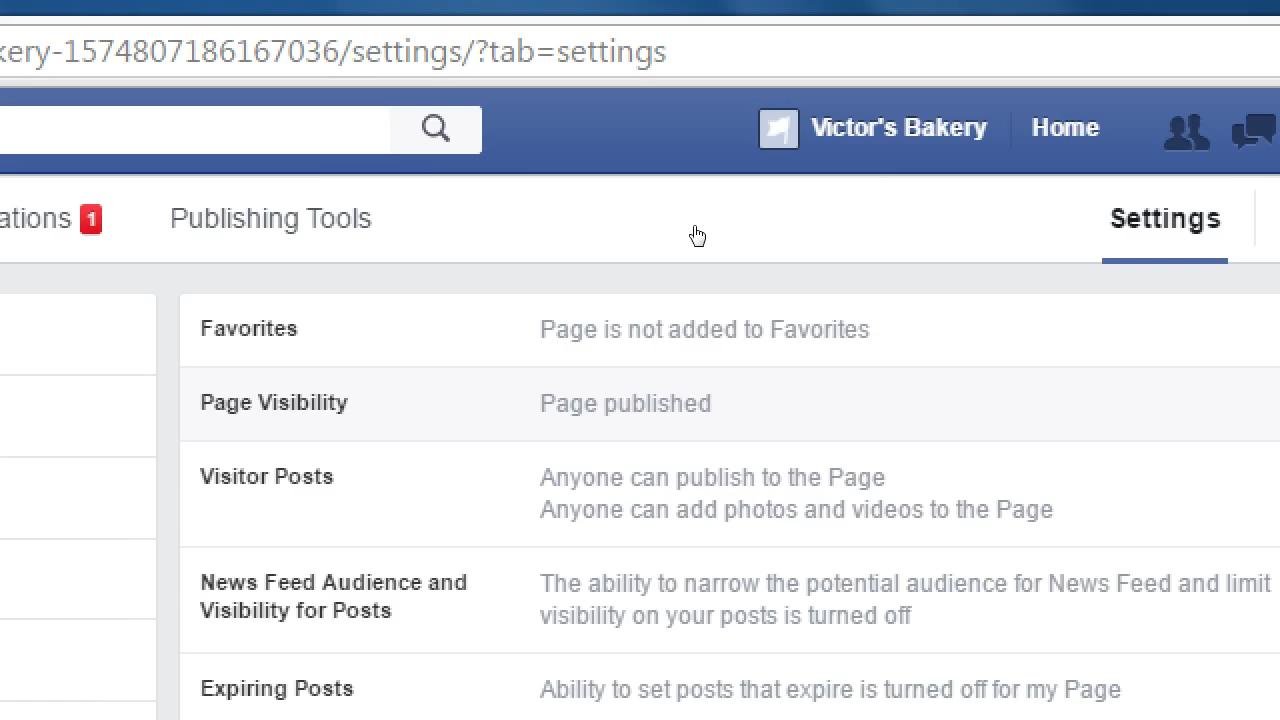 kery-1574807186167036/settings/?tab=settings
Victor's Bakery Home
ations 1 Publishing Tools Settings
Favorites Page is not added to Favorites
Page Visibility Page published
Visitor Posts Anyone can publish to the Page
Anyone can add photos and videos to the Page
News Feed Audience and The ability to narrow the potential audience for News Feed and limit
Visibility for Posts visibility on your posts is turned off
Expiring Posts Ability to set posts that expire is turned off for my Page